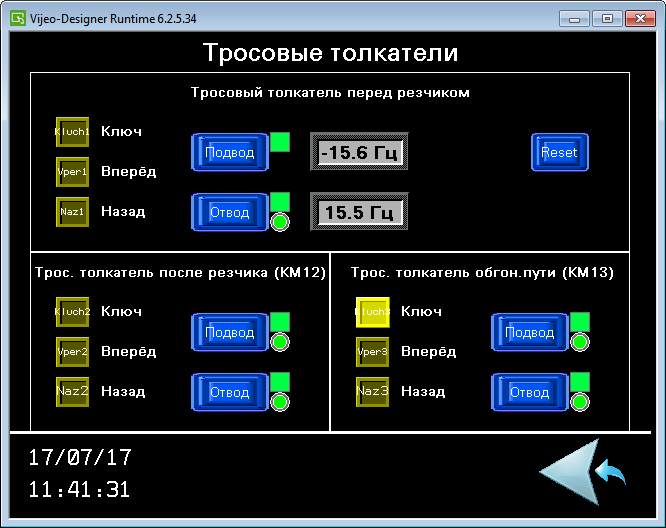 Vijeo-Designer Runtime 6.2.5.34
Тросовые толкатели
Тросовый толкатель перед резчиком
Kluch1 Ключ
Подвод -15.6 Гц Reset
Vper1 Вперёд
Naz1 Назад
Отвод 15.5 Гц
Трос. толкатель после резчика (КМ12)
Kluch2 Ключ
Подвод
Vper2 Вперёд
Naz2 Назад
Отвод
Трос. толкатель обгон.пути (КМ13)
Kluch3 Ключ
Подвод
Vper3 Вперёд
Naz3 Назад
Отвод
17/07/17
11:41:31